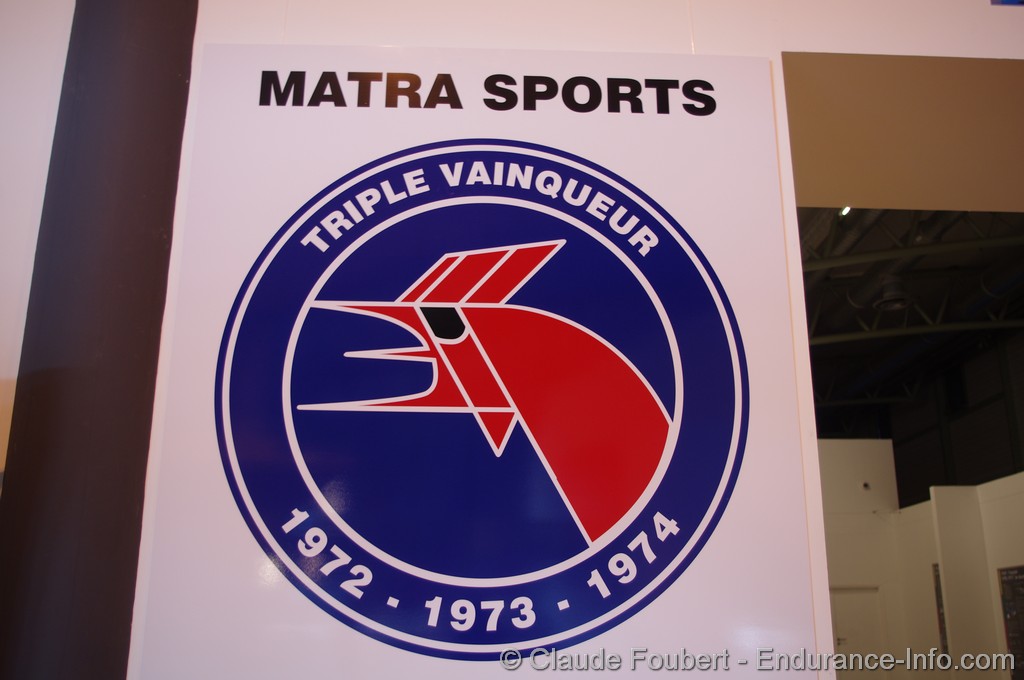 MATRA SPORTS
TRIPLE VAINQUEUR
1972 - 1973 - 1974
© Claude Foubert - Endurance-Info.com